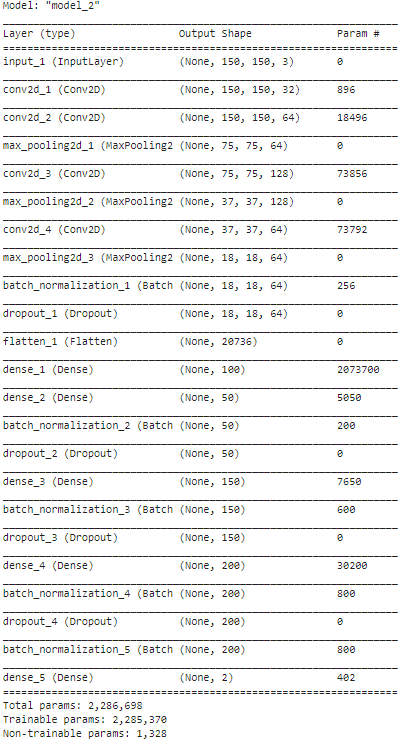 Model: "model_2"
Layer (type) Output Shape Param #
input_1 (InputLayer) (None, 150, 150, 3) 0
conv2d_1 (Conv2D) (None, 150, 150, 32) 896
conv2d_2 (Conv2D) (None, 150, 150, 64) 18496
max_pooling2d_1 (MaxPooling2 (None, 75, 75, 64) 0
conv2d_3 (Conv2D) (None, 75, 75, 128) 73856
max_pooling2d_2 (MaxPooling2 (None, 37, 37, 128) 0
conv2d_4 (Conv2D) (None, 37, 37, 64) 73792
max_pooling2d_3 (MaxPooling2 (None, 18, 18, 64) 0
batch_normalization_1 (Batch (None, 18, 18, 64) 256
dropout_1 (Dropout) (None, 18, 18, 64) 0
flatten_1 (Flatten) (None, 20736) 0
dense_1 (Dense) (None, 100) 2073700
dense_2 (Dense) (None, 50) 5050
batch_normalization_2 (Batch (None, 50) 200
dropout_2 (Dropout) (None, 50) 0
dense_3 (Dense) (None, 150) 7650
batch_normalization_3 (Batch (None, 150) 600
dropout_3 (Dropout) (None, 150) 0
dense_4 (Dense) (None, 200) 30200
batch_normalization_4 (Batch (None, 200) 800
dropout_4 (Dropout) (None, 200) 0
batch_normalization_5 (Batch (None, 200) 800
dense_5 (Dense) (None, 2) 402
Total params: 2,286,698
Trainable params: 2,285,370
Non-trainable params: 1,328